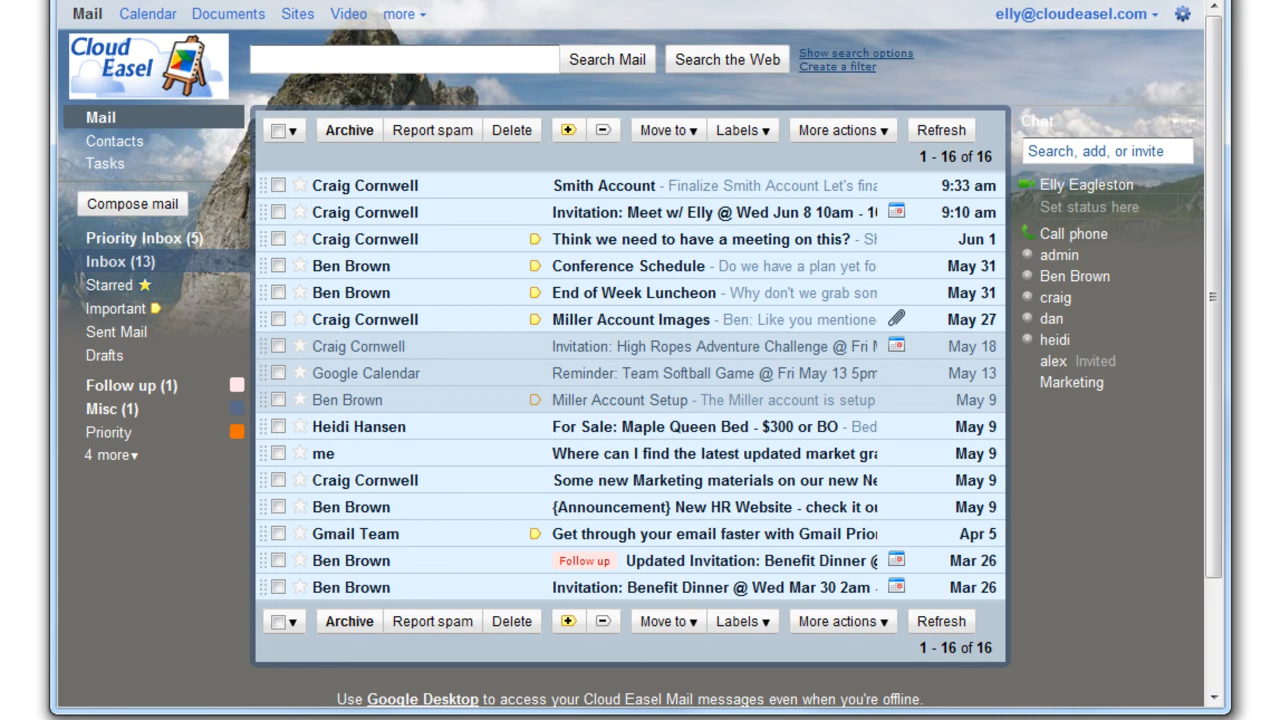 Mail Calendar Documents Sites Video more elly@cloudeasel.com
Cloud Easel
Search Mail Search the Web Show search options
Create a filter
Mail
Contacts
Tasks
Compose mail
Priority Inbox (5)
Inbox (13)
Starred
Important
Sent Mail
Drafts
Follow up (1)
Misc (1)
Priority
4 more
Archive Report spam Delete Move to Labels More actions Refresh
1 - 16 of 16
Craig Cornwell Smith Account - Finalize Smith Account Let's fina 9:33 am
Craig Cornwell Invitation: Meet w/ Elly @ Wed Jun 8 10am - 9:10 am
Craig Cornwell Think we need to have a meeting on this? - Jun 1
Ben Brown Conference Schedule - Do we have a plan yet fo May 31
Ben Brown End of Week Luncheon - Why don't we grab som May 31
Craig Cornwell Miller Account Images - Ben: Like you mentione May 27
Craig Cornwell Invitation: High Ropes Adventure Challenge @ Fri May 18
Google Calendar Reminder: Team Softball Game @ Fri May 13 5pm May 13
Ben Brown Miller Account Setup - The Miller account is setup May 9
Heidi Hansen For Sale: Maple Queen Bed - $300 or BO - Bed May 9
me Where can I find the latest updated market gra May 9
Craig Cornwell Some new Marketing materials on our new Ne May 9
Ben Brown {Announcement} New HR Website - check it May 9
Gmail Team Get through your email faster with Gmail Prior Apr 5
Ben Brown Follow up Updated Invitation: Benefit Dinner @ Mar 26
Ben Brown Invitation: Benefit Dinner @ Wed Mar 30 2am - Mar 26
Archive Report spam Delete Move to Labels More actions Refresh
1 - 16 of 16
Chat
Search, add, or invite
Elly Eagleston
Set status here
Call phone
admin
Ben Brown
craig
dan
heidi
alex Invited
Marketing
Use Google Desktop to access your Cloud Easel Mail messages even when you're offline.